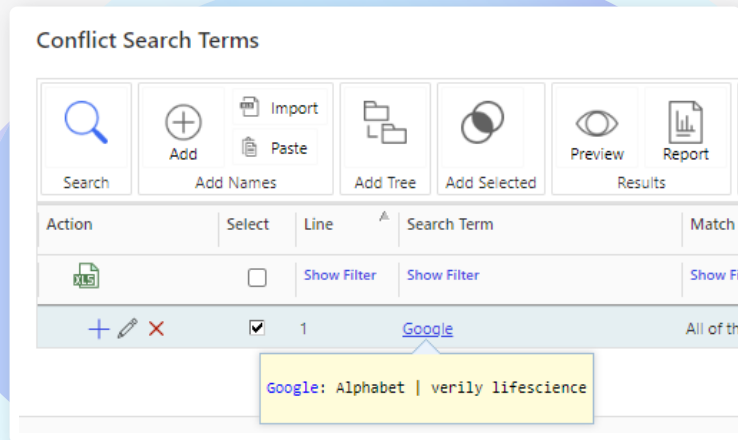 Conflict Search Terms
Import
Add
Paste
Preview
Report
Search
Add Names
Add Tree
Add Selected
Results
Action
Select
Line
Search Term
Match
XLS
Show Filter
Show Filter
Show Fi
1
Google
All of th
Google: Alphabet | verily lifescience